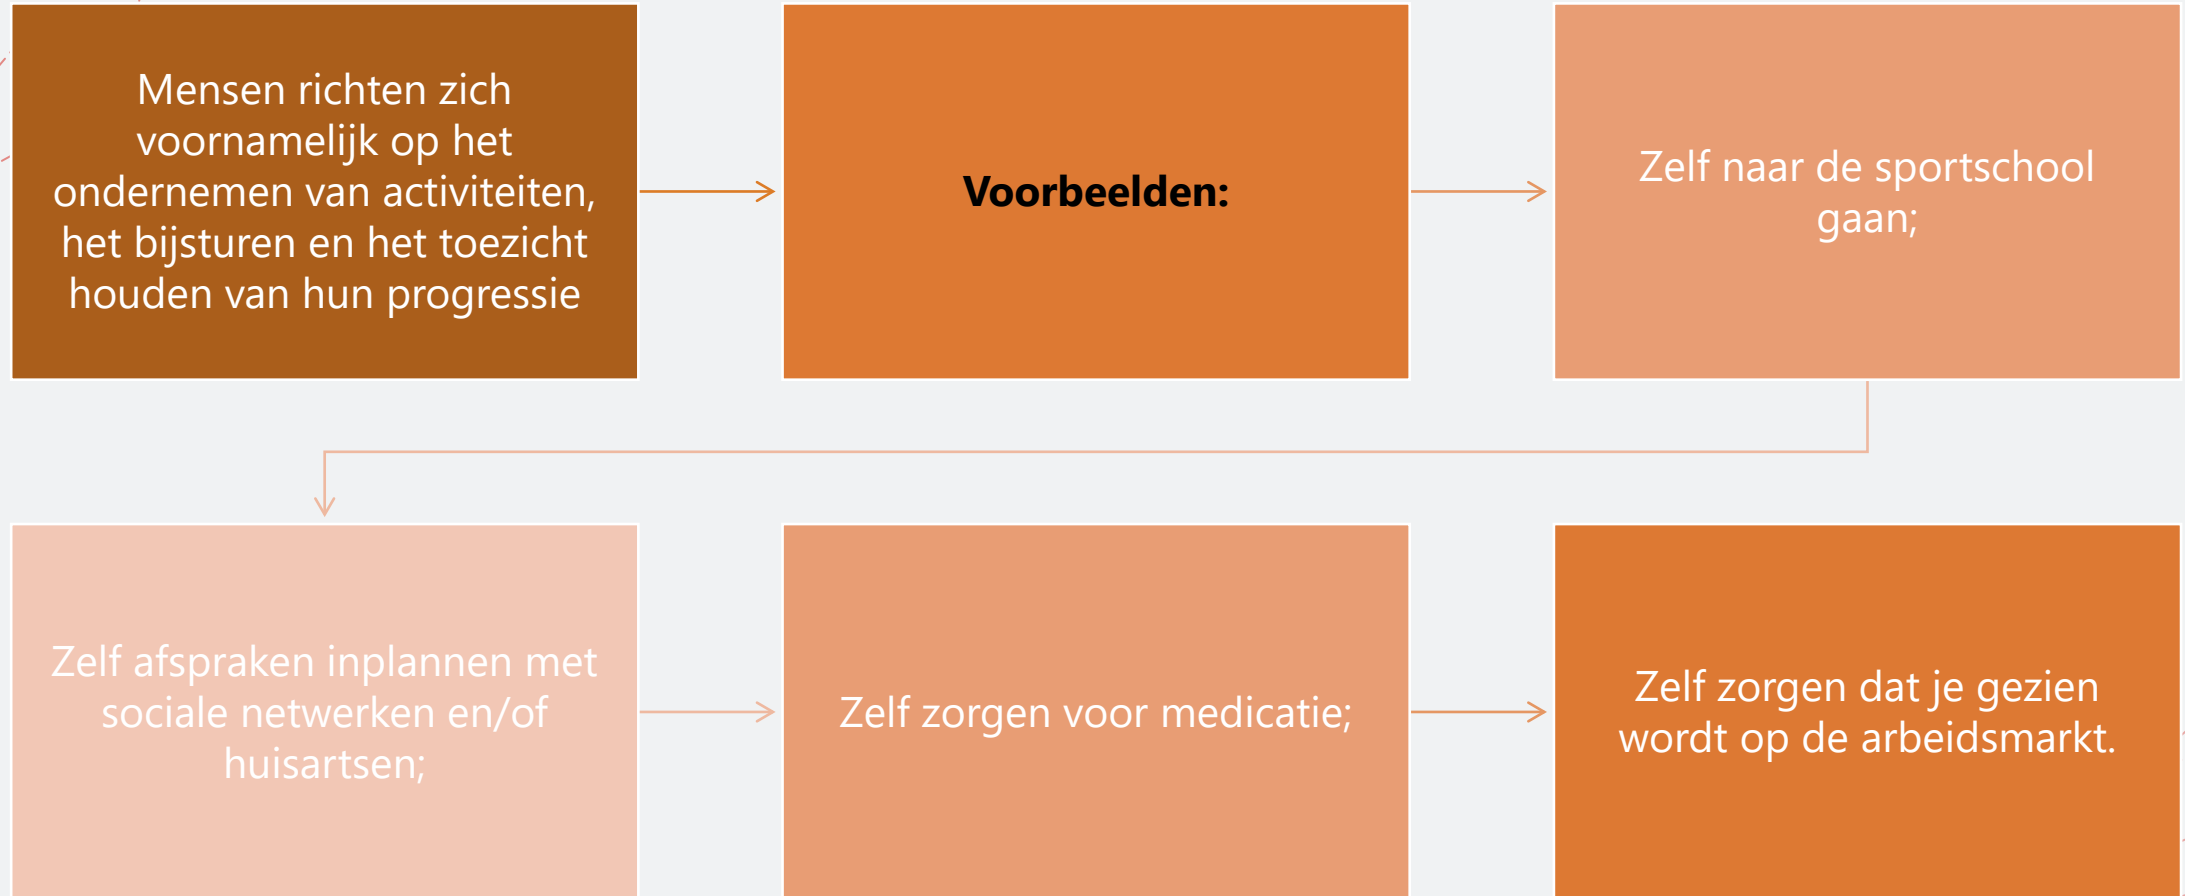 Mensen richten zich
voornamelijk op het
ondernemen van activiteiten,
het bijsturen en het toezicht
houden van hun progressie
Voorbeelden:
Zelf naar de sportschool
gaan;
Zelf afspraken inplannen met
sociale netwerken en/of
huisartsen;
Zelf zorgen voor medicatie;
Zelf zorgen dat je gezien
wordt op de arbeidsmarkt.